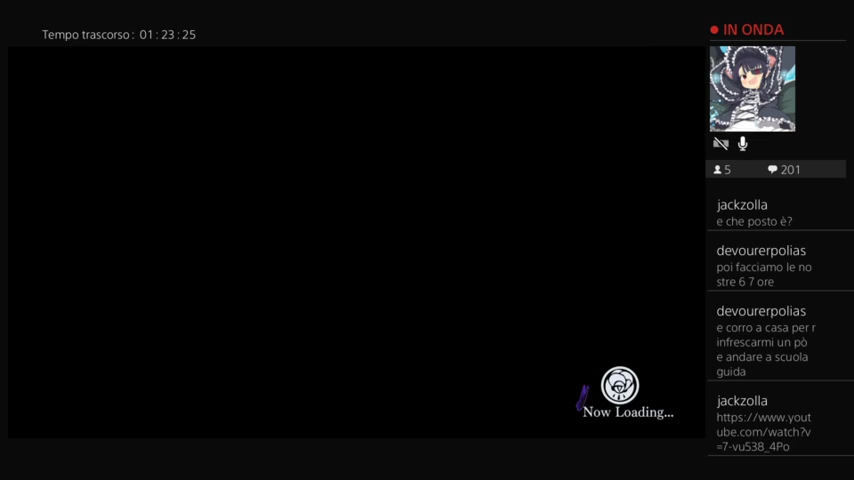 Tempo trascorso: 01:23:25
IN ONDA
5 201
jackzolla
e che posto è?
devourerpolias
poi facciamo le no
stre 6 7 ore
devourerpolias
e corro a casa per r
infrescarmi un pò
e andare a scuola
guida
jackzolla
https://www.yout
ube.com/watch?v
=7-vu538_4Po
Now Loading...